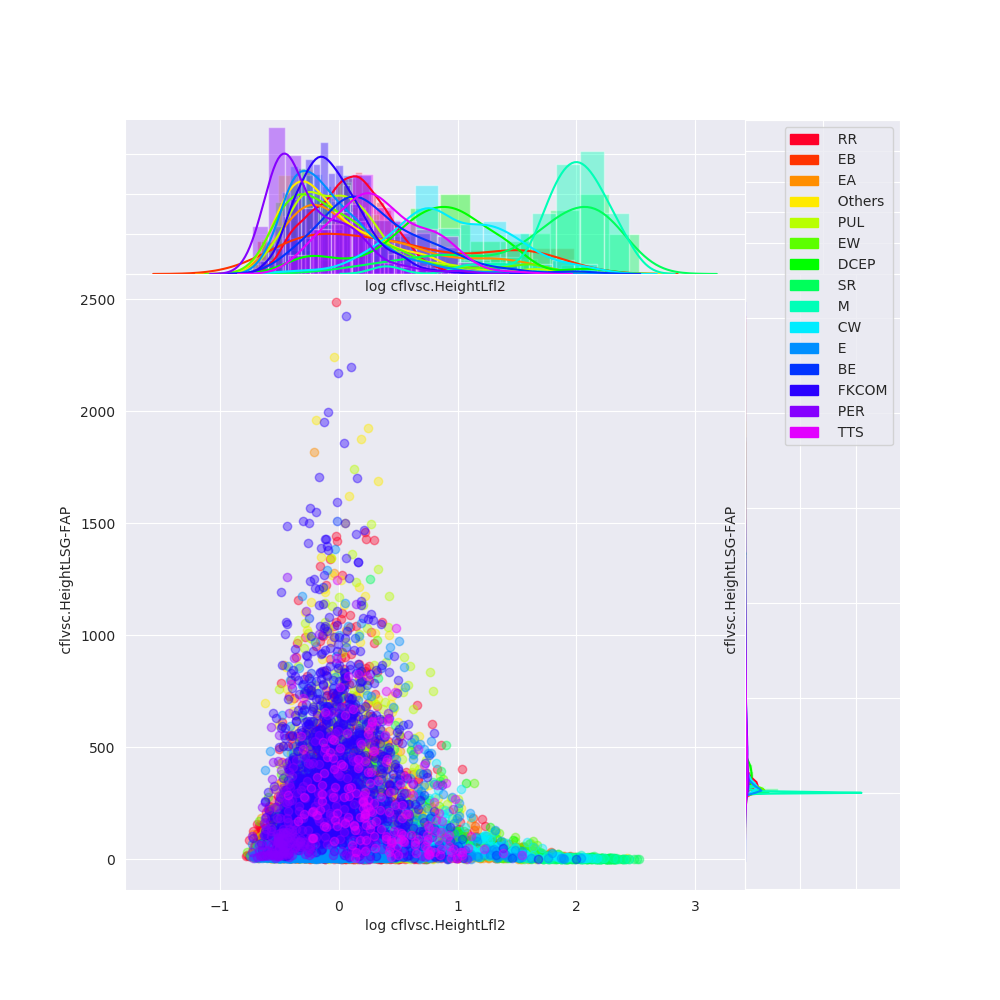 RR
EB
EA
Others
PUL
EW
DCEP
SR
M
CW
E
BE
FKCOM
PER
TTS
log cflvsc.HeightLfl2
2500
2000
1500
1000
500
0
cflvsc.HeightLSG-FAP
cflvsc.HeightLSG-FAP
−1 0 1 2 3
log cflvsc.HeightLfl2